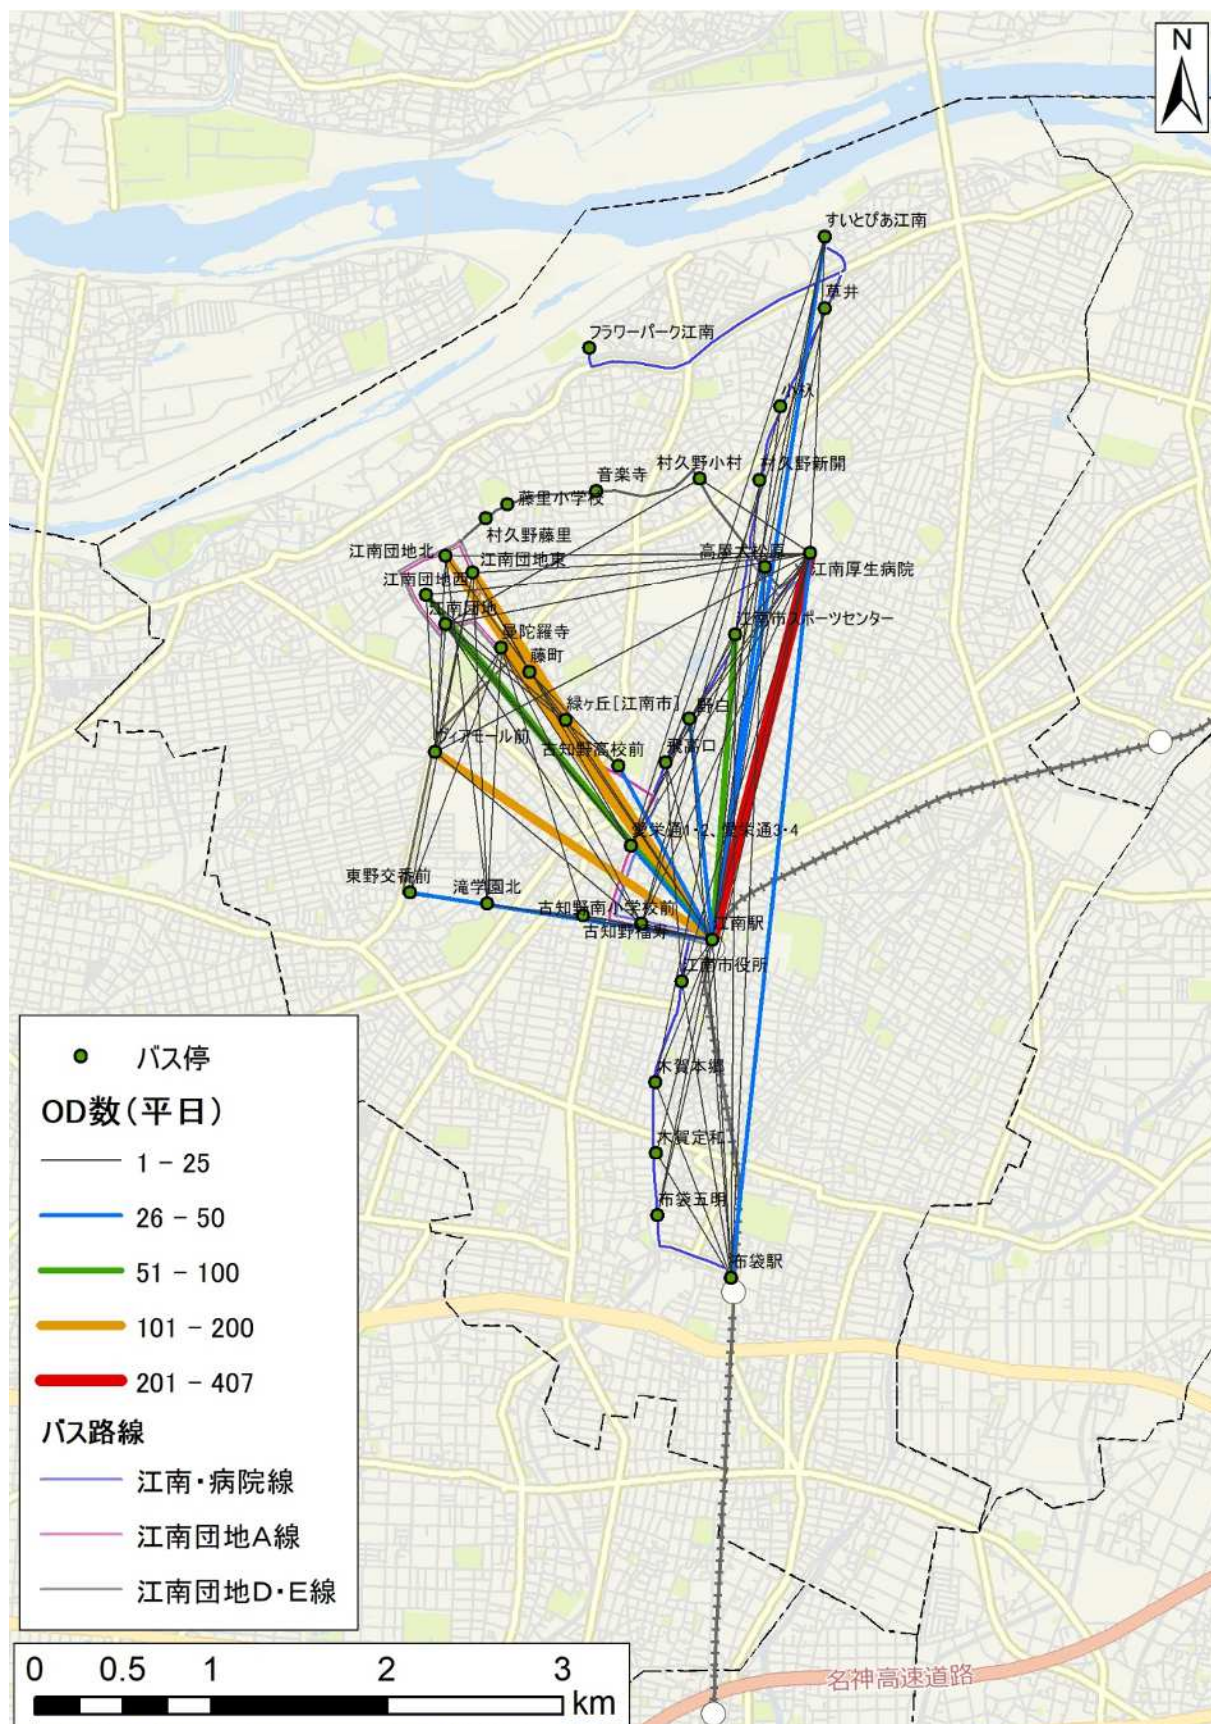 N
すいとぴあ江南
草井
フラワーパーク江南
小杁
村久野小村
村久野新開
音楽寺
藤里小学校
村久野藤里
江南団地北
江南団地東
高屋大松原
江南厚生病院
江南団地西
江南団地
江南市スポーツセンター
曼陀羅寺
藤町
緑ヶ丘[江南市]
野白
ヴィアモール前
古知野高校前
飛高口
愛栄通1・2、愛栄通3・4
東野交番前
滝学園北
古知野南小学校前
江南駅
古知野福寿
江南市役所
木賀本郷
木賀定和
布袋五明
布袋駅
バス停
OD数(平日)
1 - 25
26 - 50
51 - 100
101 - 200
201 - 407
バス路線
江南・病院線
江南団地A線
江南団地D・E線
0 0.5 1 2 3
km
名神高速道路